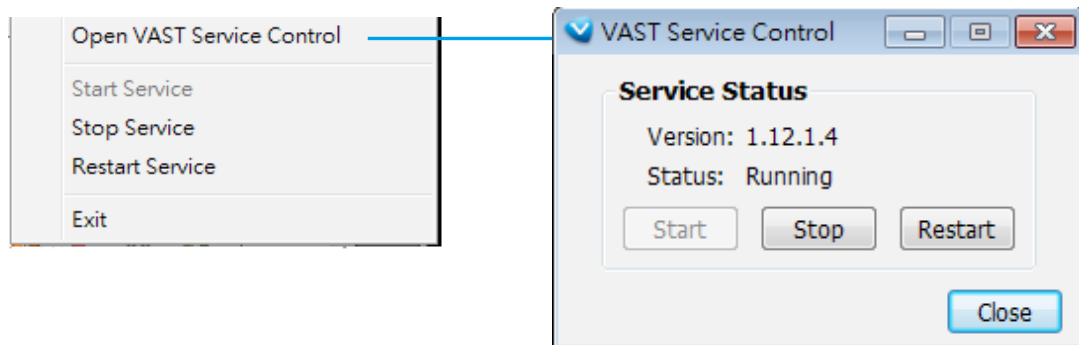 Open VAST Service Control
Start Service
Stop Service
Restart Service
Exit
VAST Service Control
Service Status
Version: 1.12.1.4
Status: Running
Start Stop Restart
Close